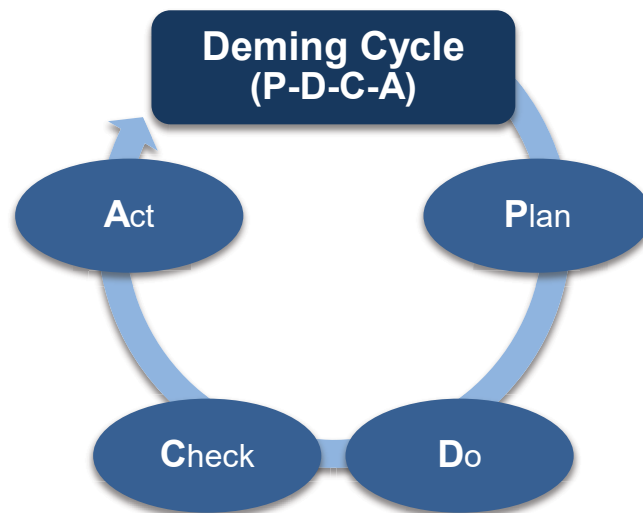 Deming Cycle
(P-D-C-A)
Act
Plan
Check
Do